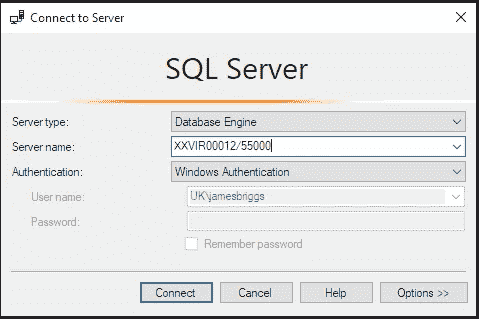 Connect to Server
SQL Server
Server type: Database Engine
Server name: XXVIR00012/55000
Authentication: Windows Authentication
User name: UK\jamesbriggs
Password:
Remember password
Connect Cancel Help Options >>